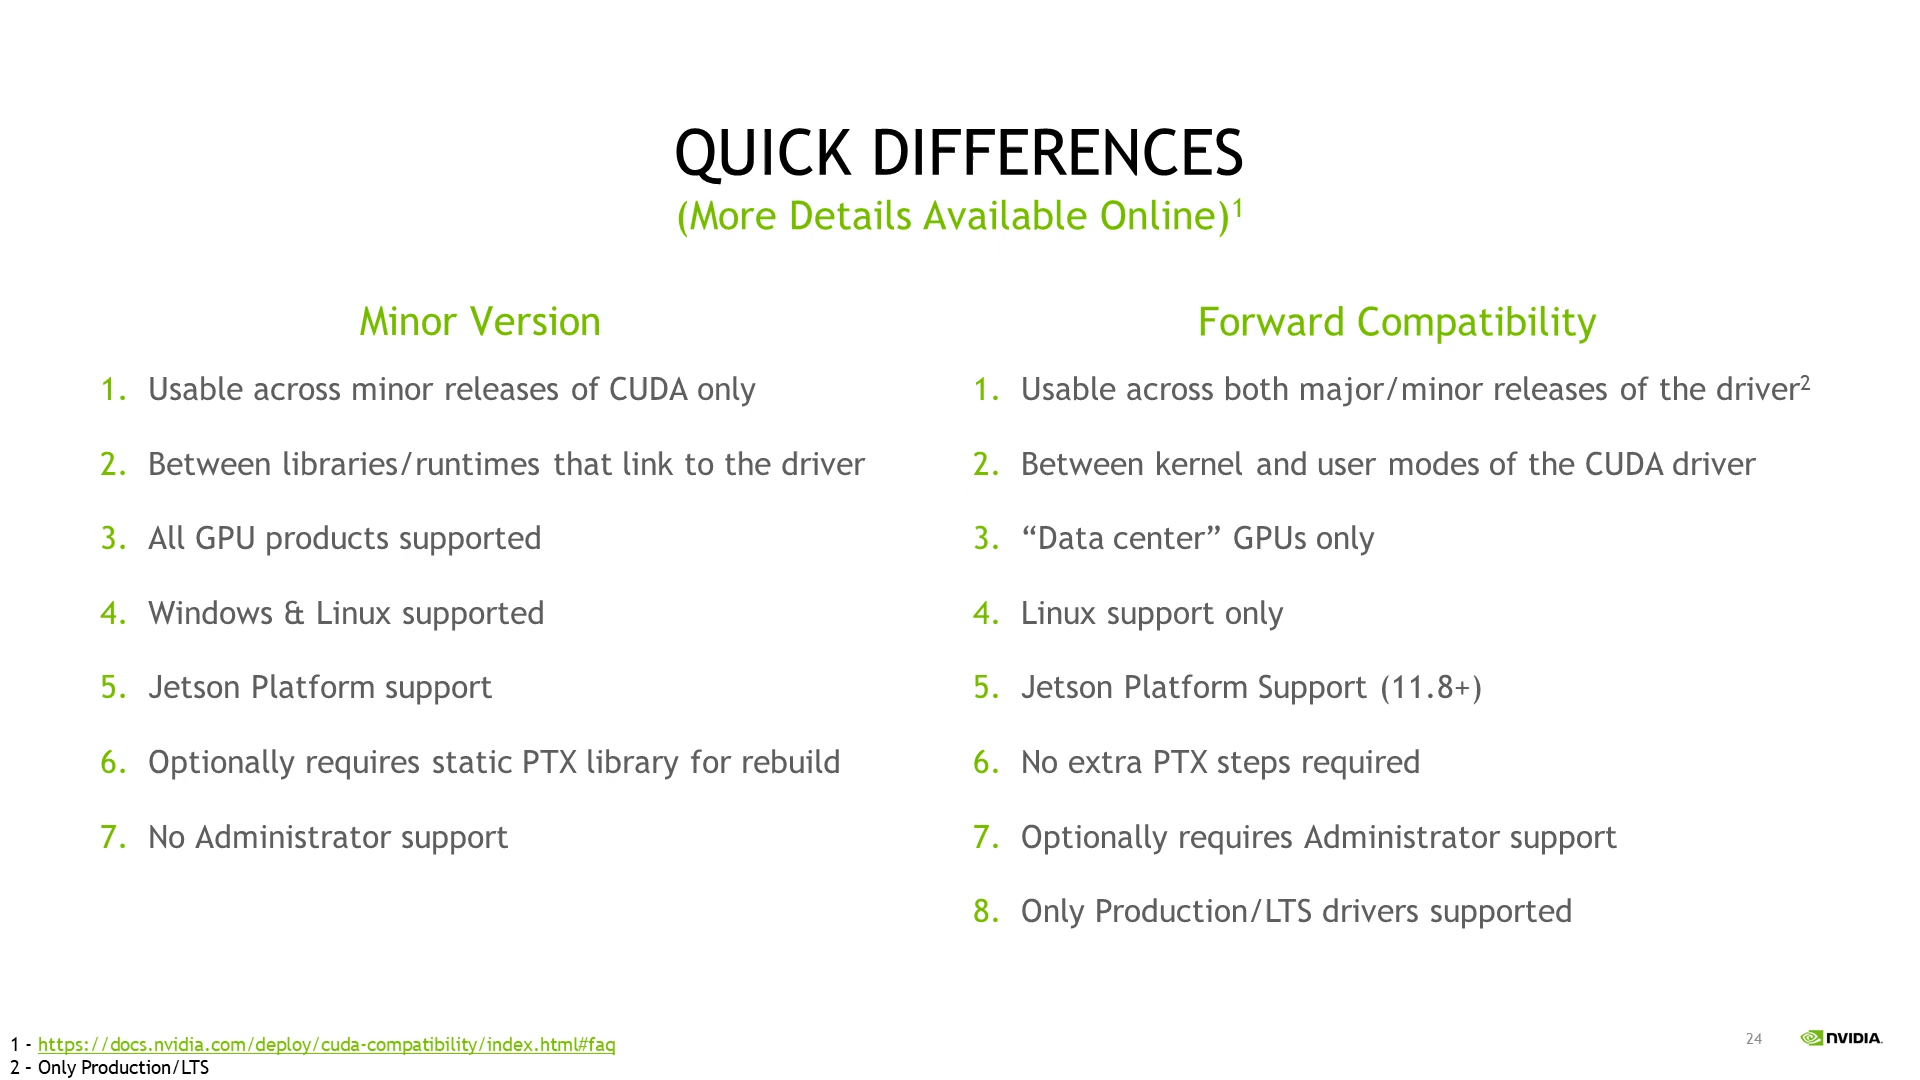 QUICK DIFFERENCES
(More Details Available Online)¹
Minor Version
1. Usable across minor releases of CUDA only
2. Between libraries/runtimes that link to the driver
3. All GPU products supported
4. Windows & Linux supported
5. Jetson Platform support
6. Optionally requires static PTX library for rebuild
7. No Administrator support
Forward Compatibility
1. Usable across both major/minor releases of the driver²
2. Between kernel and user modes of the CUDA driver
3. “Data center” GPUs only
4. Linux support only
5. Jetson Platform Support (11.8+)
6. No extra PTX steps required
7. Optionally requires Administrator support
8. Only Production/LTS drivers supported
1 - https://docs.nvidia.com/deploy/cuda-compatibility/index.html#faq
2 – Only Production/LTS
24
NVIDIA.